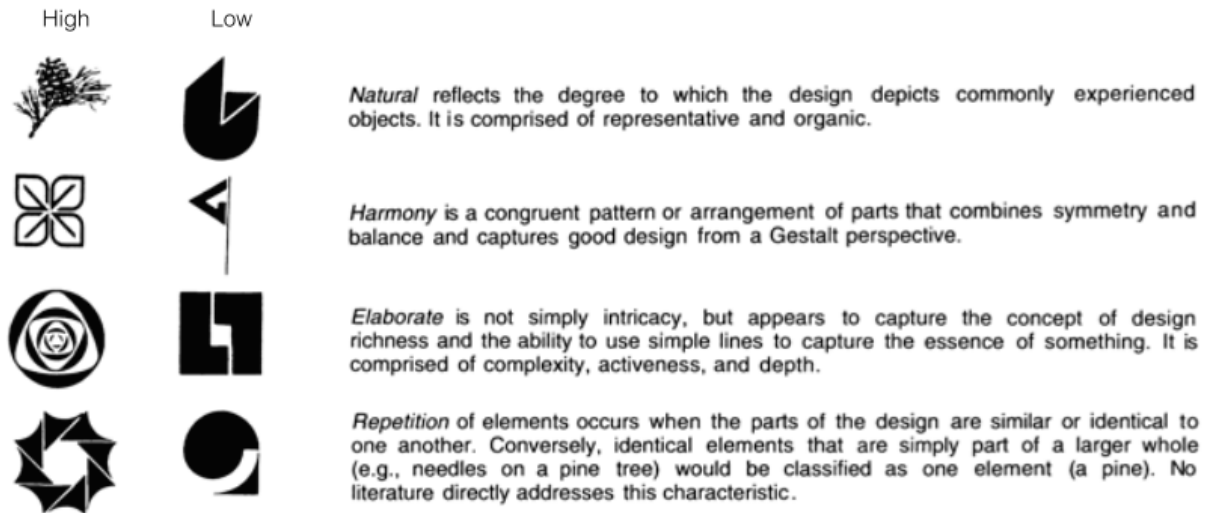 High Low
Natural reflects the degree to which the design depicts commonly experienced
objects. It is comprised of representative and organic.
Harmony is a congruent pattern or arrangement of parts that combines symmetry and
balance and captures good design from a Gestalt perspective.
Elaborate is not simply intricacy, but appears to capture the concept of design
richness and the ability to use simple lines to capture the essence of something. It is
comprised of complexity, activeness, and depth.
Repetition of elements occurs when the parts of the design are similar or identical to
one another. Conversely, identical elements that are simply part of a larger whole
(e.g., needles on a pine tree) would be classified as one element (a pine). No
literature directly addresses this characteristic.